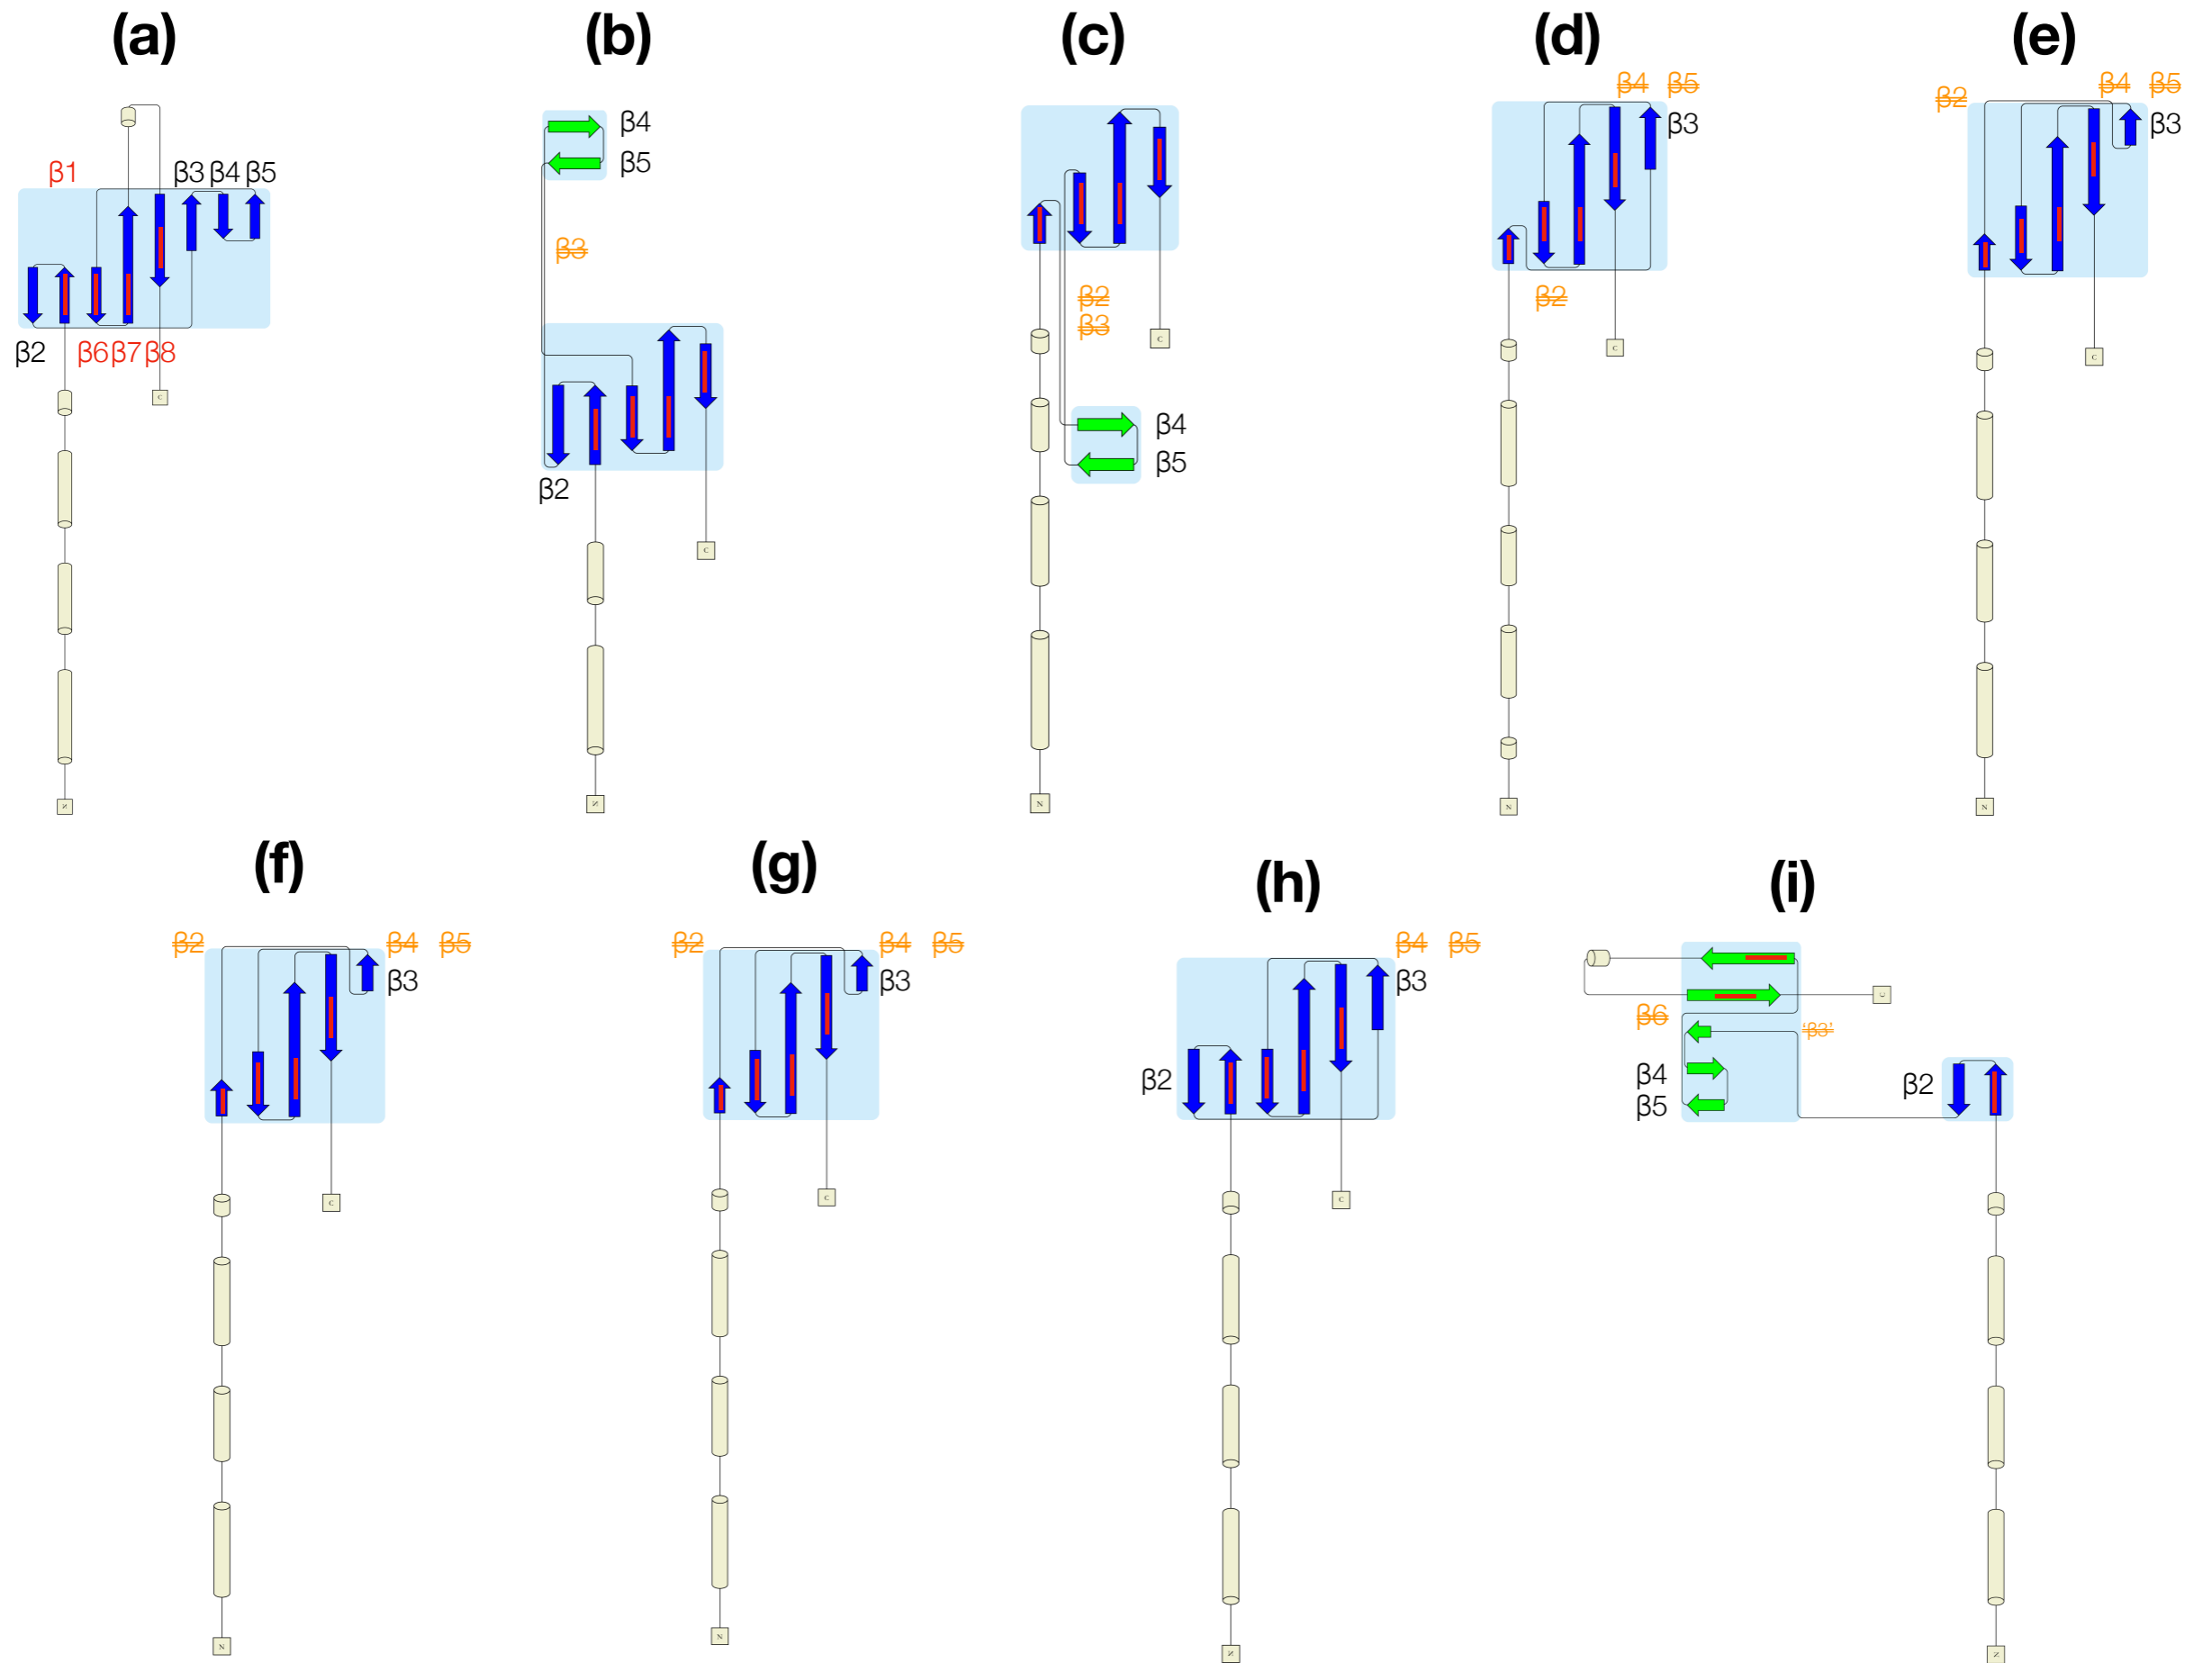 (a) (b) (c) (d) (e)
β4 β5 β4 β5
β2
β4 β3 β3
β5
β1 β3 β4 β5
β3
β2
β3
β2
β2 β6 β7 β8
C
C
C
C
C
β4
β5
β2
N N N N N
(f) (g) (h) (i)
β2 β4 β5 β2 β4 β5 β4 β5
β3 β3 β3
C
β6 'β3'
β4
β2 β2
β5
C C C
N N N N